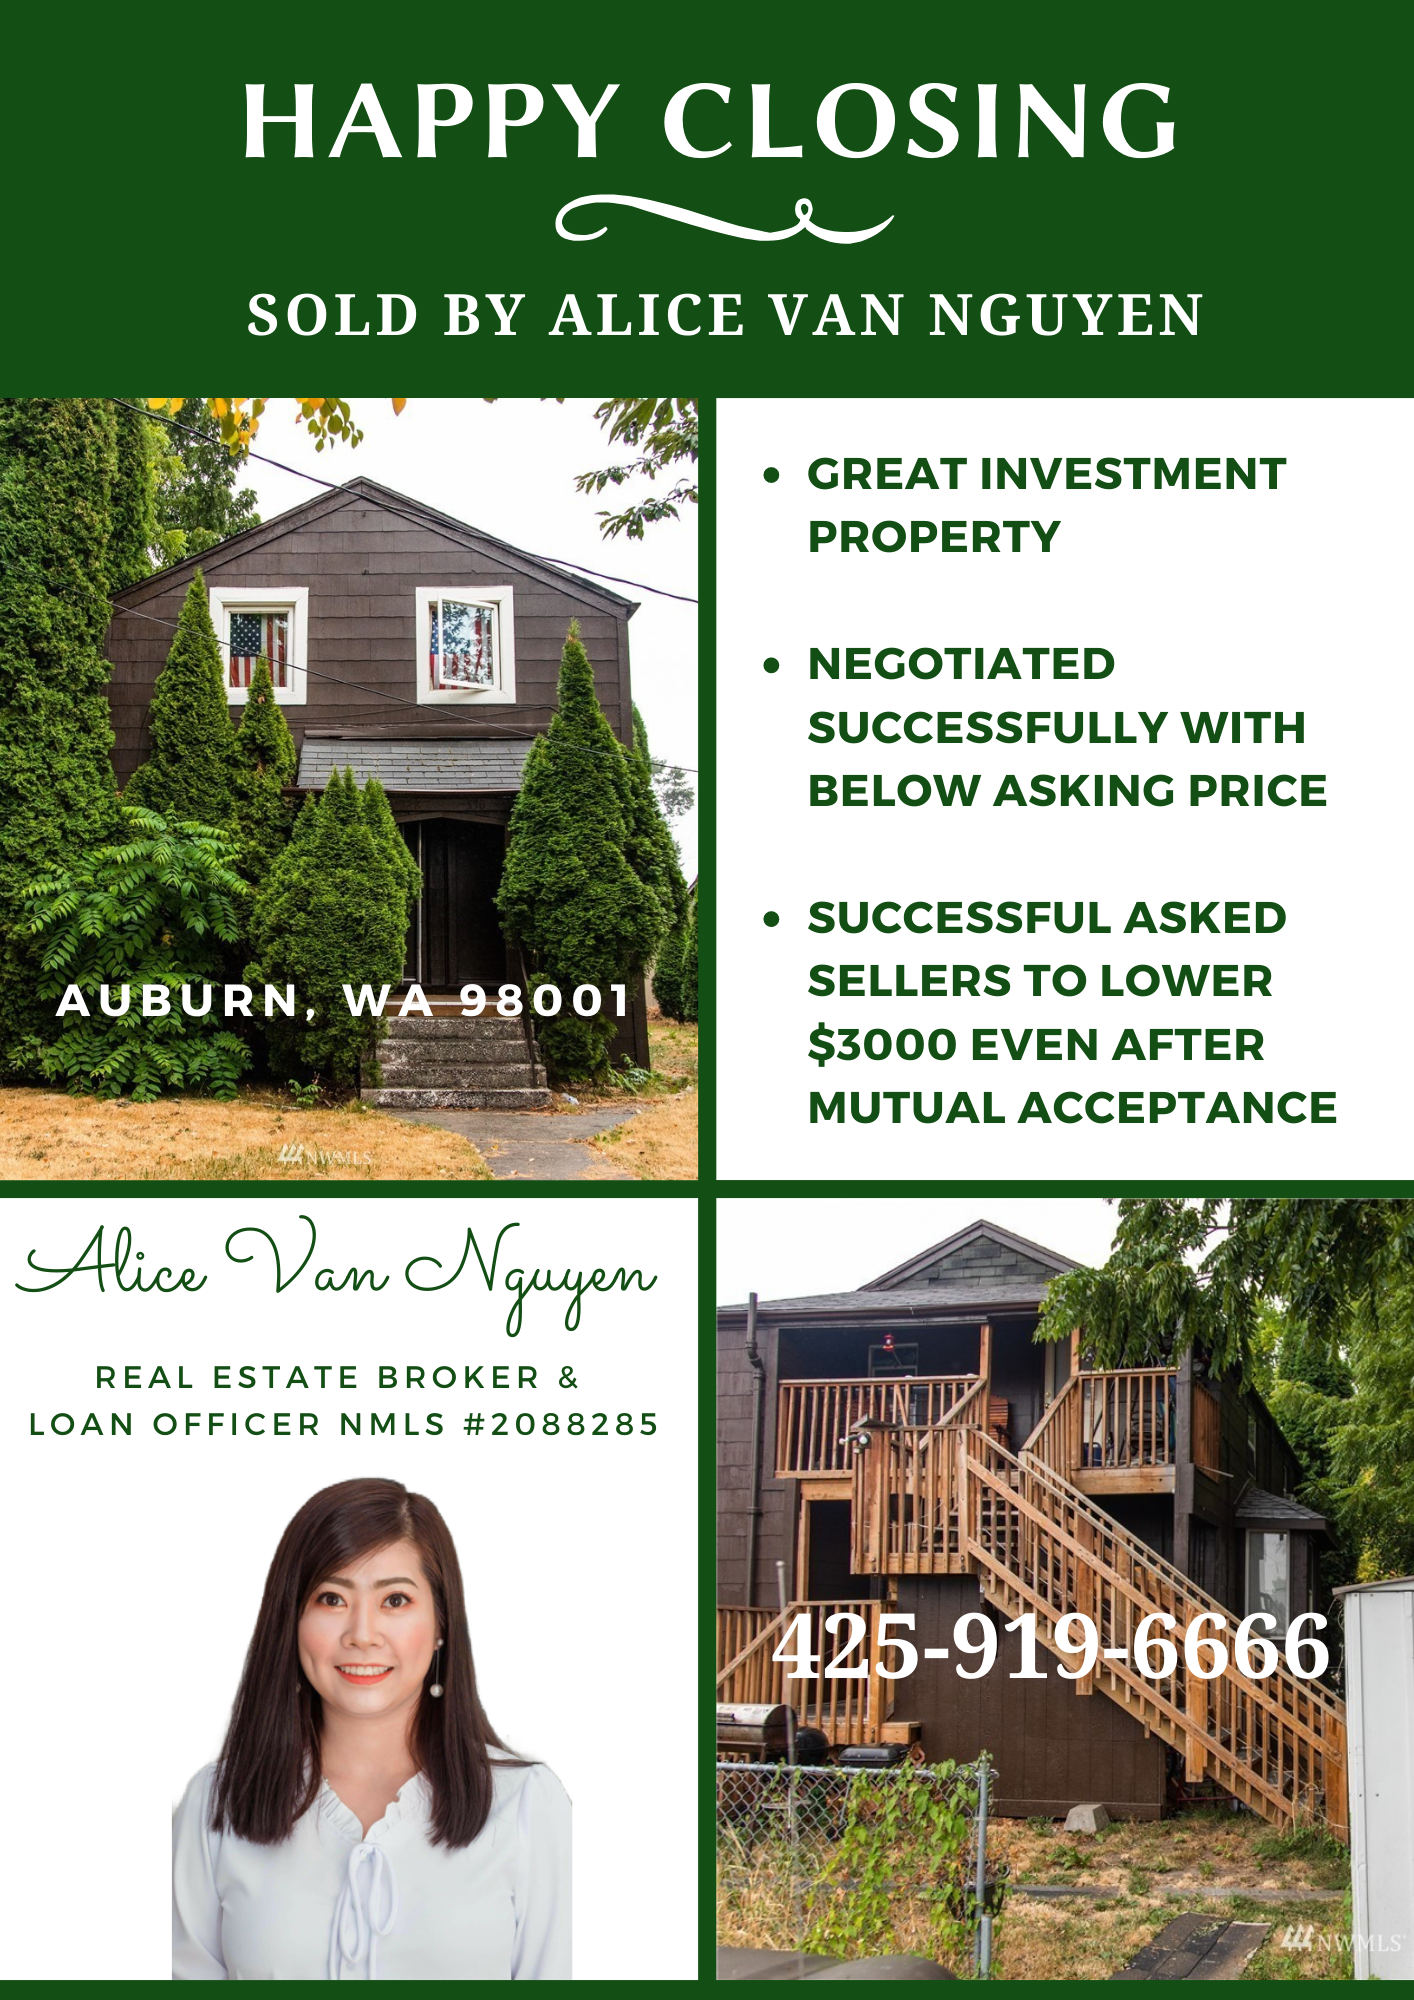 HAPPY CLOSING
SOLD BY ALICE VAN NGUYEN
AUBURN, WA 98001
NWMLS
• GREAT INVESTMENT
PROPERTY
• NEGOTIATED
SUCCESSFULLY WITH
BELOW ASKING PRICE
• SUCCESSFUL ASKED
SELLERS TO LOWER
$3000 EVEN AFTER
MUTUAL ACCEPTANCE
Alice Van Nguyen
REAL ESTATE BROKER &
LOAN OFFICER NMLS #2088285
425-919-6666
NWMLS